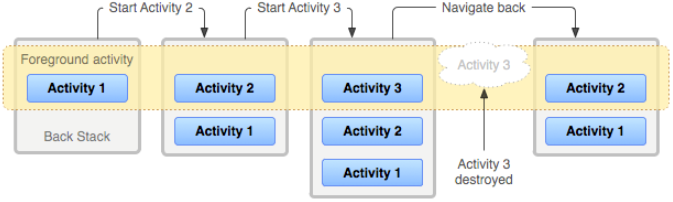 Start Activity 2
Start Activity 3
Navigate back
Foreground activity
Activity 1
Back Stack
Activity 2
Activity 1
Activity 3
Activity 2
Activity 1
Activity 3
Activity 3
destroyed
Activity 2
Activity 1